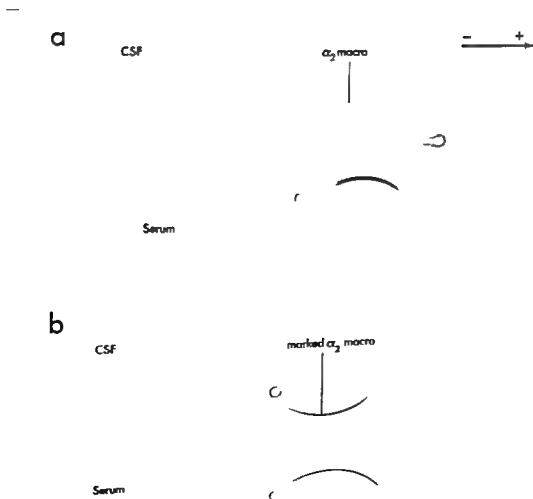 a
CSF
α₂ macro
- +
Serum
b
CSF
marked α₂ macro
Serum